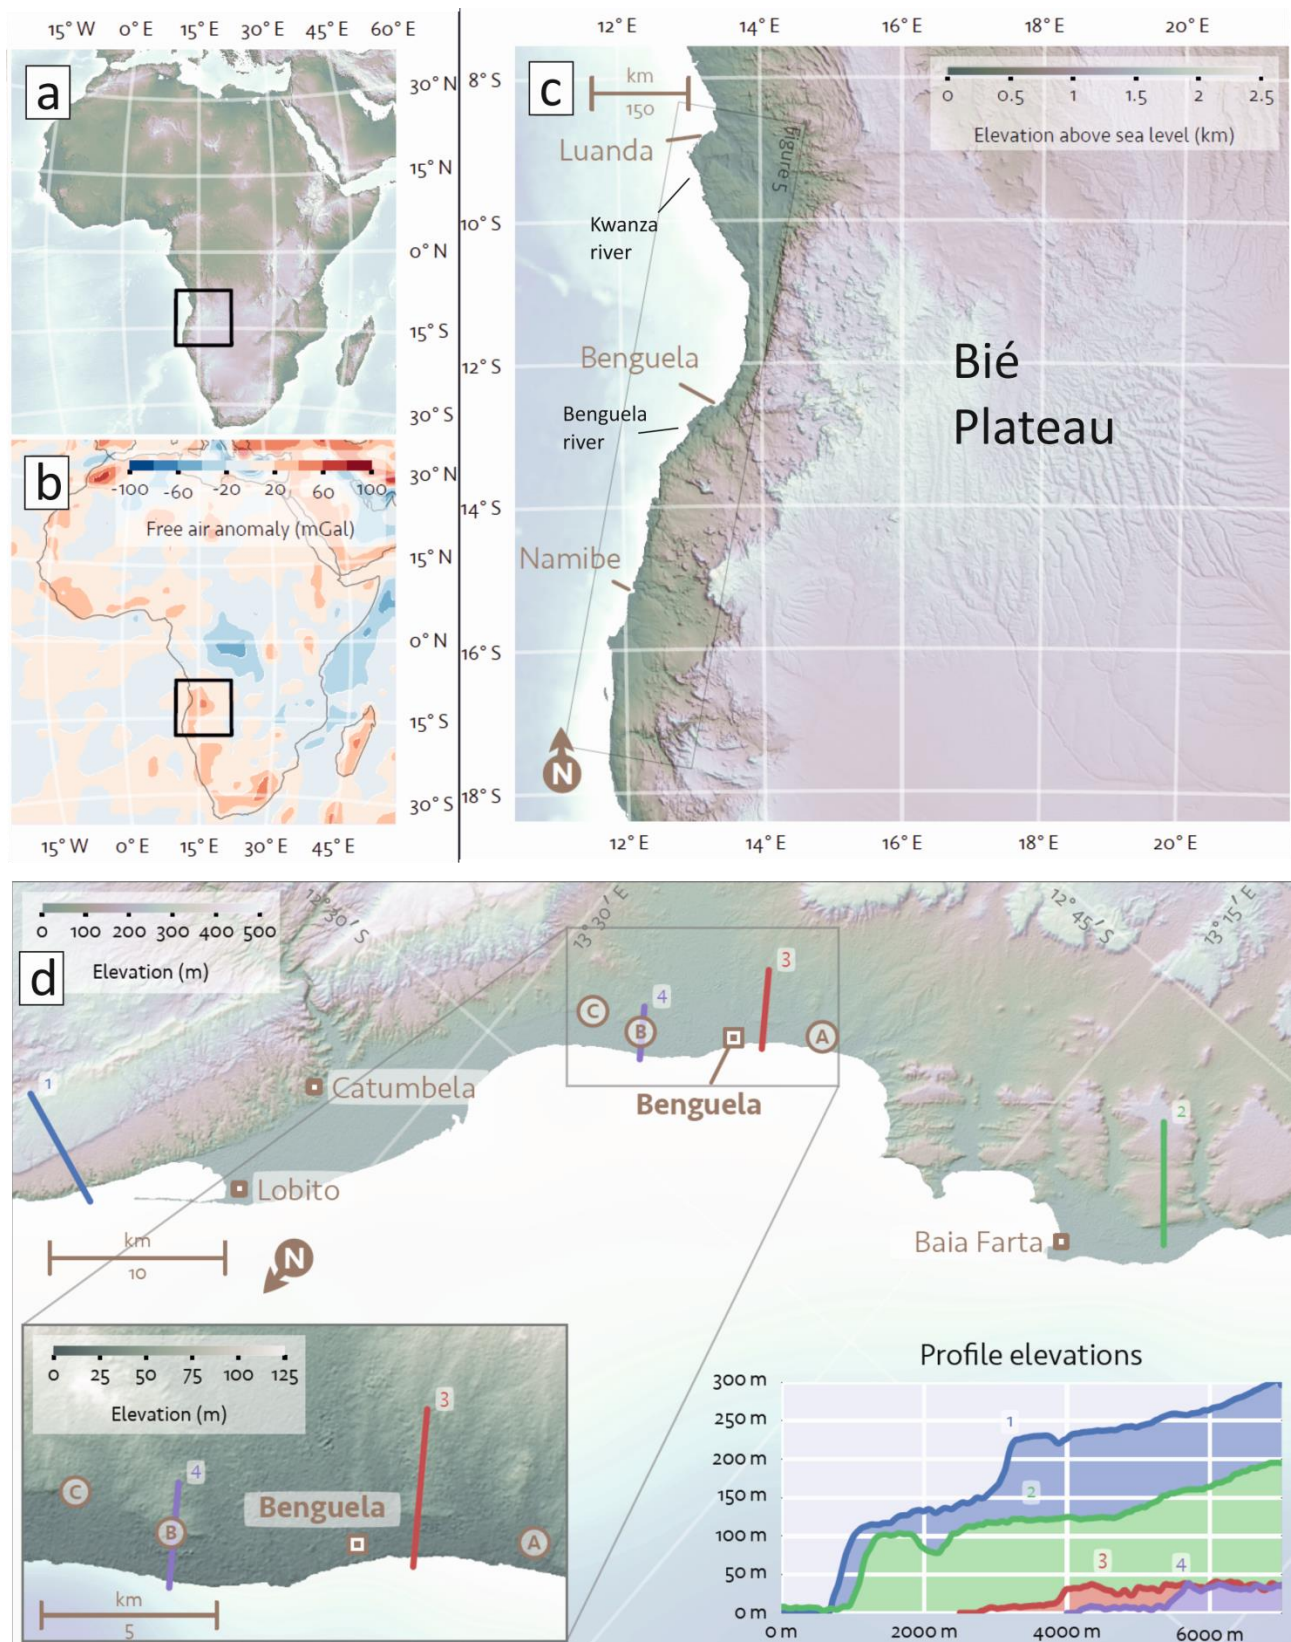 15° W 0° E 15° E 30° E 60° E
a
30° N
15° N
0° N
15° S
30° S
b
-100 -60 -20 20 60 100
Free air anomaly (mGal)
30° N
15° N
0° N
15° S
30° S
15° W 0° E 15° E 30° E 45° E
12° E 14° E 16° E 18° E 20° E
c
km
150
0 0.5 1 1.5 2 2.5
Elevation above sea level (km)
8° S
10° S
12° S
14° S
16° S
18° S
Luanda
figure 5
Kwanza
river
Benguela
Benguela
river
Bié
Plateau
Namibe
N
12° E 14° E 16° E 18° E 20° E
d
0 100 200 300 400 500
Elevation (m)
12° 30′ S
13° 30′ E
12° 45′ S
13° 15′ E
1
2
3
4
C
B
A
Catumbela
Benguela
Lobito
Baia Farta
km
10
N
0 25 50 75 100 125
Elevation (m)
3
4
C
B
Benguela
A
km
5
Profile elevations
300 m
250 m
200 m
150 m
100 m
50 m
0 m
1
2
3
4
0 m 2000 m 4000 m 6000 m